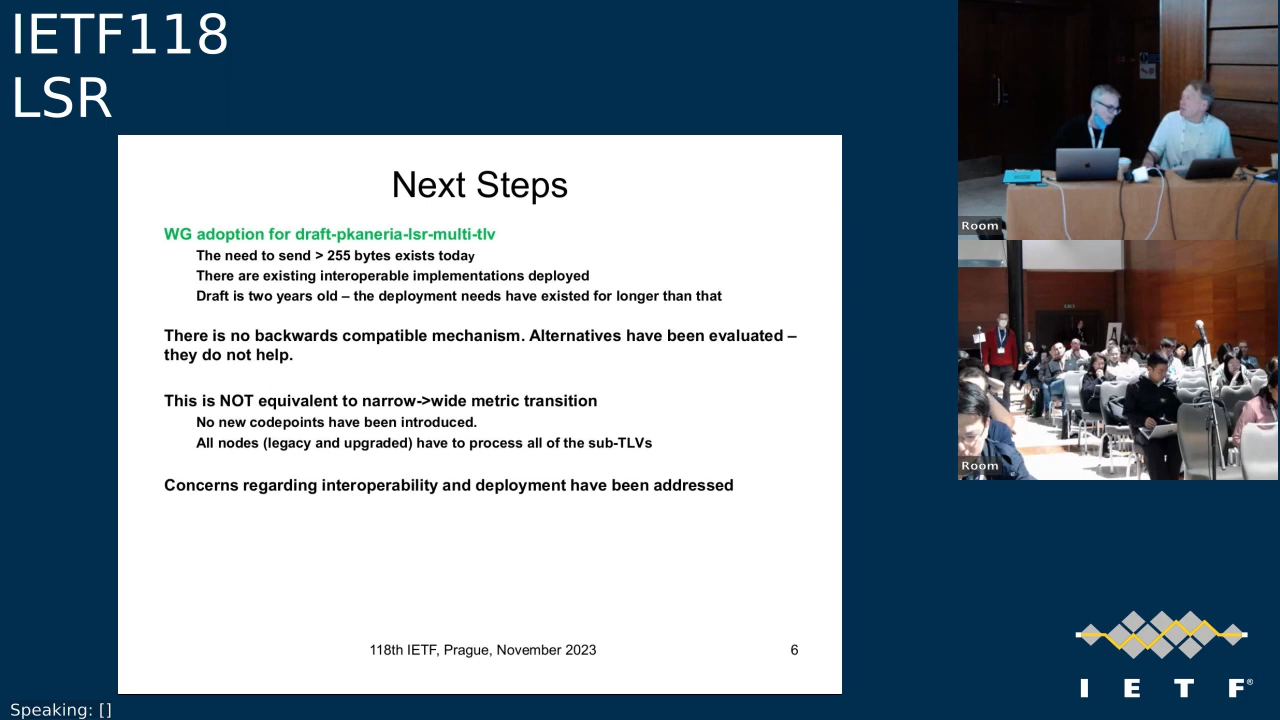 IETF118
LSR
Next Steps
WG adoption for draft-pkaneria-lsr-multi-tlv
The need to send > 255 bytes exists today
There are existing interoperable implementations deployed
Draft is two years old – the deployment needs have existed for longer than that
There is no backwards compatible mechanism. Alternatives have been evaluated –
they do not help.
This is NOT equivalent to narrow->wide metric transition
No new codepoints have been introduced.
All nodes (legacy and upgraded) have to process all of the sub-TLVs
Concerns regarding interoperability and deployment have been addressed
118th IETF, Prague, November 2023
6
Room
Room
I E T F®
Speaking: []